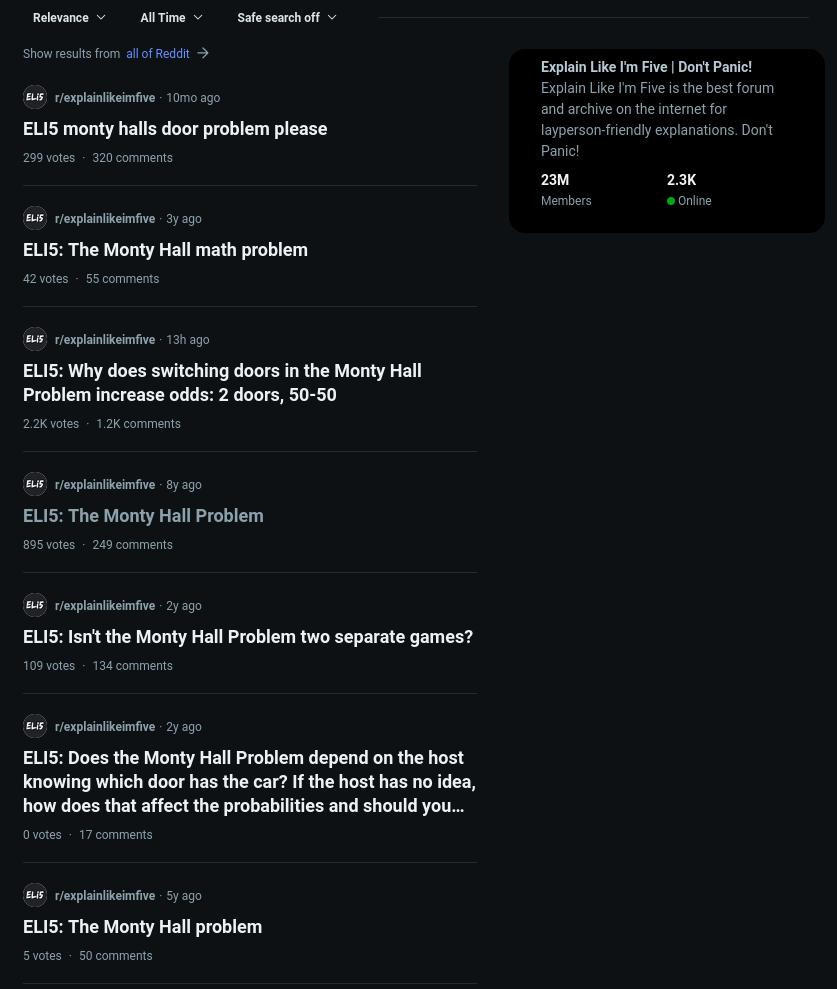 Relevance All Time Safe search off
Show results from all of Reddit
ELI5 r/explainlikeimfive · 10mo ago
ELI5 monty halls door problem please
299 votes · 320 comments
ELI5 r/explainlikeimfive · 3y ago
ELI5: The Monty Hall math problem
42 votes · 55 comments
ELI5 r/explainlikeimfive · 13h ago
ELI5: Why does switching doors in the Monty Hall
Problem increase odds: 2 doors, 50-50
2.2K votes · 1.2K comments
ELI5 r/explainlikeimfive · 8y ago
ELI5: The Monty Hall Problem
895 votes · 249 comments
ELI5 r/explainlikeimfive · 2y ago
ELI5: Isn't the Monty Hall Problem two separate games?
109 votes · 134 comments
ELI5 r/explainlikeimfive · 2y ago
ELI5: Does the Monty Hall Problem depend on the host
knowing which door has the car? If the host has no idea,
how does that affect the probabilities and should you...
0 votes · 17 comments
ELI5 r/explainlikeimfive · 5y ago
ELI5: The Monty Hall problem
5 votes · 50 comments
Explain Like I'm Five | Don't Panic!
Explain Like I'm Five is the best forum
and archive on the internet for
layperson-friendly explanations. Don't
Panic!
23M 2.3K
Members Online